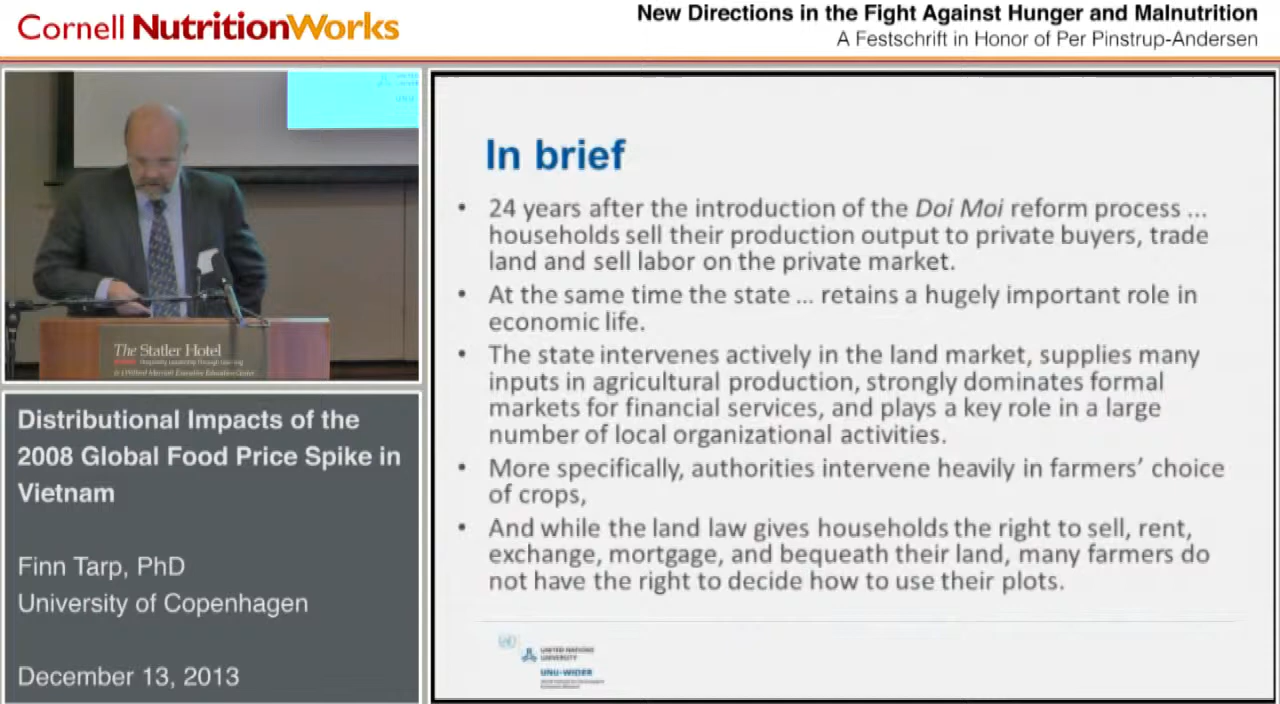 Cornell NutritionWorks
New Directions in the Fight Against Hunger and Malnutrition
A Festschrift in Honor of Per Pinstrup-Andersen
The Statler Hotel
Distributional Impacts of the
2008 Global Food Price Spike in
Vietnam
Finn Tarp, PhD
University of Copenhagen
December 13, 2013
In brief
• 24 years after the introduction of the Doi Moi reform process ...
households sell their production output to private buyers, trade
land and sell labor on the private market.
• At the same time the state ... retains a hugely important role in
economic life.
• The state intervenes actively in the land market, supplies many
inputs in agricultural production, strongly dominates formal
markets for financial services, and plays a key role in a large
number of local organizational activities.
• More specifically, authorities intervene heavily in farmers' choice
of crops,
• And while the land law gives households the right to sell, rent,
exchange, mortgage, and bequeath their land, many farmers do
not have the right to decide how to use their plots.
UNITED NATIONS
UNIVERSITY
UNU-WIDER